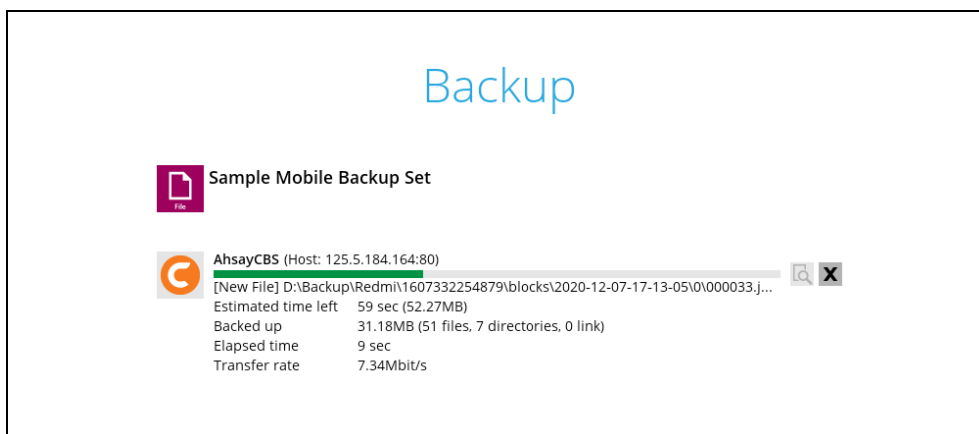 Backup
Sample Mobile Backup Set
File
AhsayCBS (Host: 125.5.184.164:80)
[New File] D:\Backup\Redmi\1607332254879\blocks\2020-12-07-17-13-05\0\000033.j...
Estimated time left 59 sec (52.27MB)
Backed up 31.18MB (51 files, 7 directories, 0 link)
Elapsed time 9 sec
Transfer rate 7.34Mbit/s